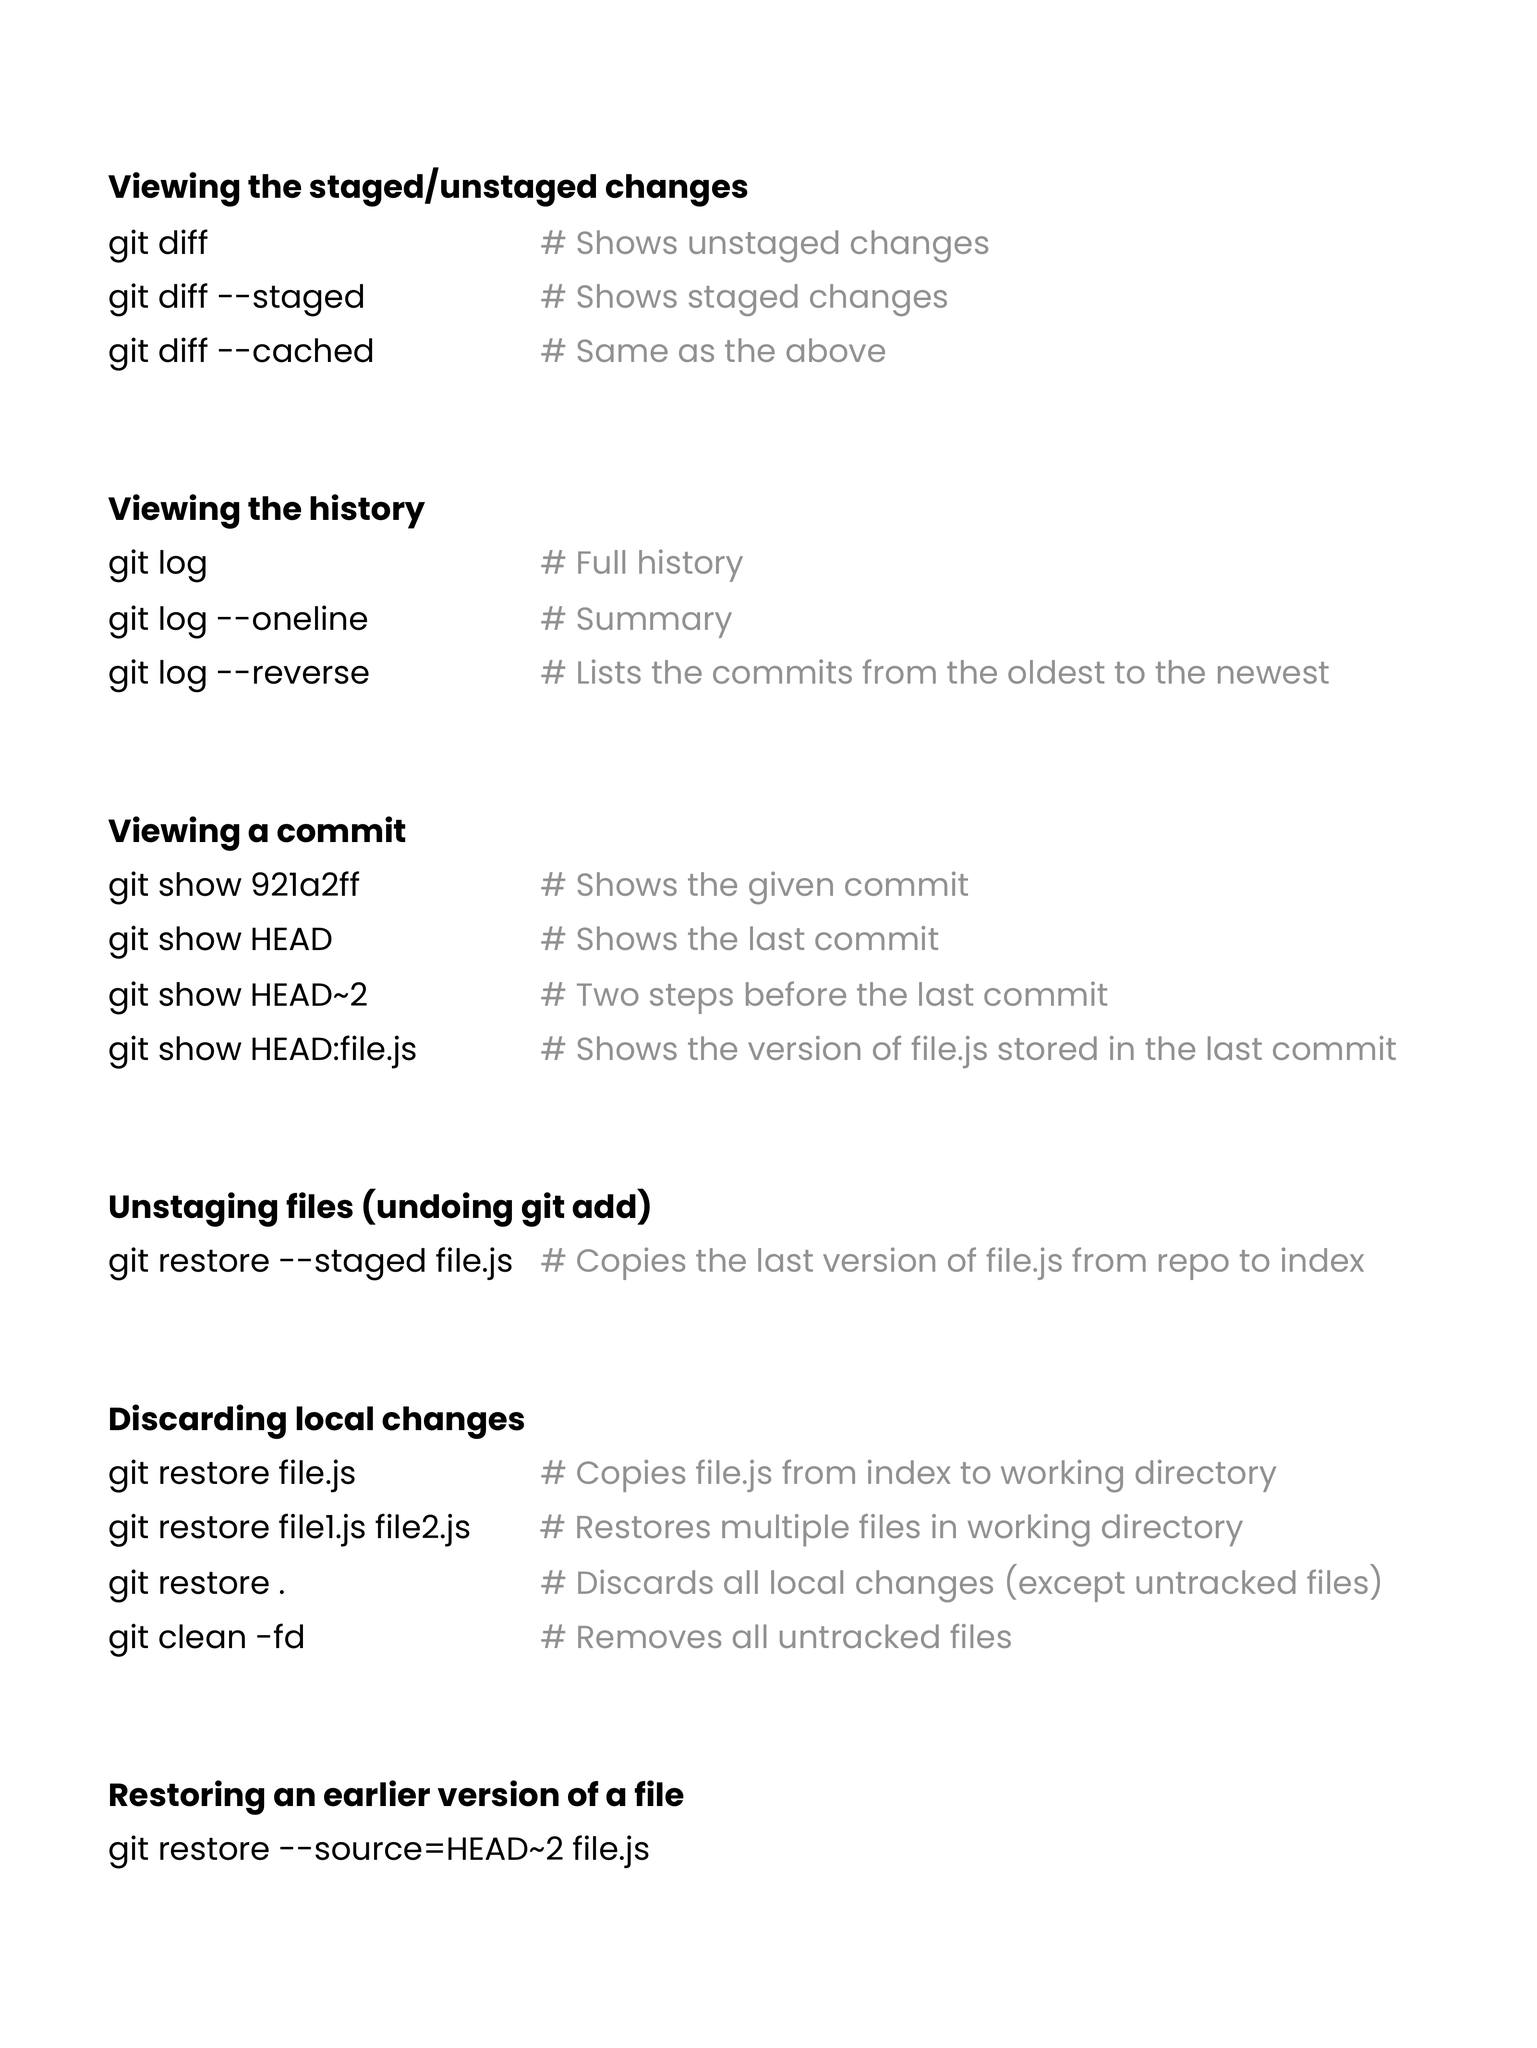 Viewing the staged/unstaged changes
git diff # Shows unstaged changes
git diff --staged # Shows staged changes
git diff --cached # Same as the above
Viewing the history
git log # Full history
git log --oneline # Summary
git log --reverse # Lists the commits from the oldest to the newest
Viewing a commit
git show 921a2ff # Shows the given commit
git show HEAD # Shows the last commit
git show HEAD~2 # Two steps before the last commit
git show HEAD:file.js # Shows the version of file.js stored in the last commit
Unstaging files (undoing git add)
git restore --staged file.js # Copies the last version of file.js from repo to index
Discarding local changes
git restore file.js # Copies file.js from index to working directory
git restore file1.js file2.js # Restores multiple files in working directory
git restore . # Discards all local changes (except untracked files)
git clean -fd # Removes all untracked files
Restoring an earlier version of a file
git restore --source=HEAD~2 file.js